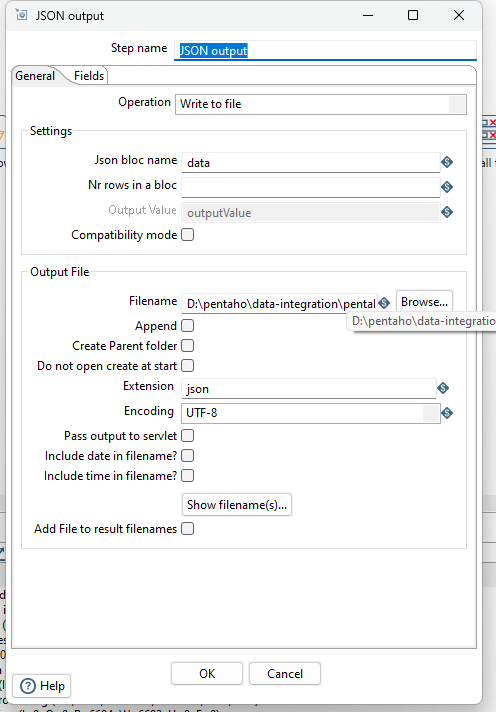 JSON output
Step name JSON output
General Fields
Operation Write to file
Settings
Json bloc name data
Nr rows in a bloc
Output Value outputValue
Compatibility mode
Output File
Filename D:\pentaho\data-integration\pental Browse...
D:\pentaho\data-integration
Append
Create Parent folder
Do not open create at start
Extension json
Encoding UTF-8
Pass output to servlet
Include date in filename?
Include time in filename?
Show filename(s)...
Add File to result filenames
OK Cancel
Help